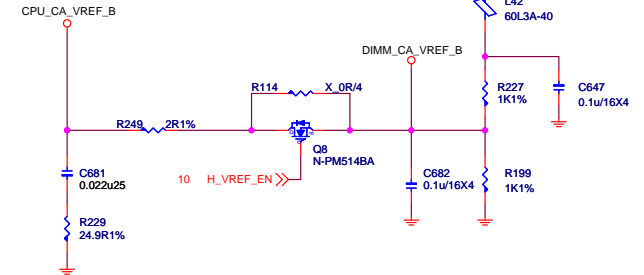 CPU_CA_VREF_B
L42
60L3A-40
DIMM_CA_VREF_B
R114
X_0R/4
R227
1K1%
C647
0.1u/16X4
R249
2R1%
Q8
N-PM514BA
C681
0.022u25
10
H_VREF_EN
C682
0.1u/16X4
R199
1K1%
R229
24.9R1%